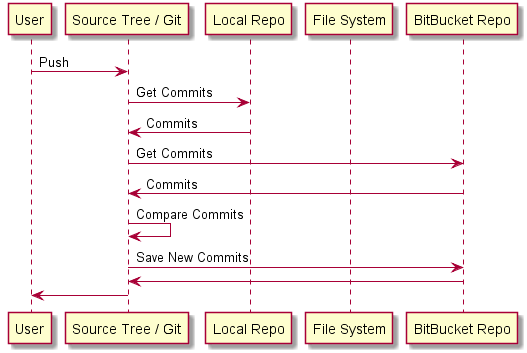 User Source Tree / Git Local Repo File System BitBucket Repo
Push
Get Commits
Commits
Get Commits
Commits
Compare Commits
Save New Commits
User Source Tree / Git Local Repo File System BitBucket Repo